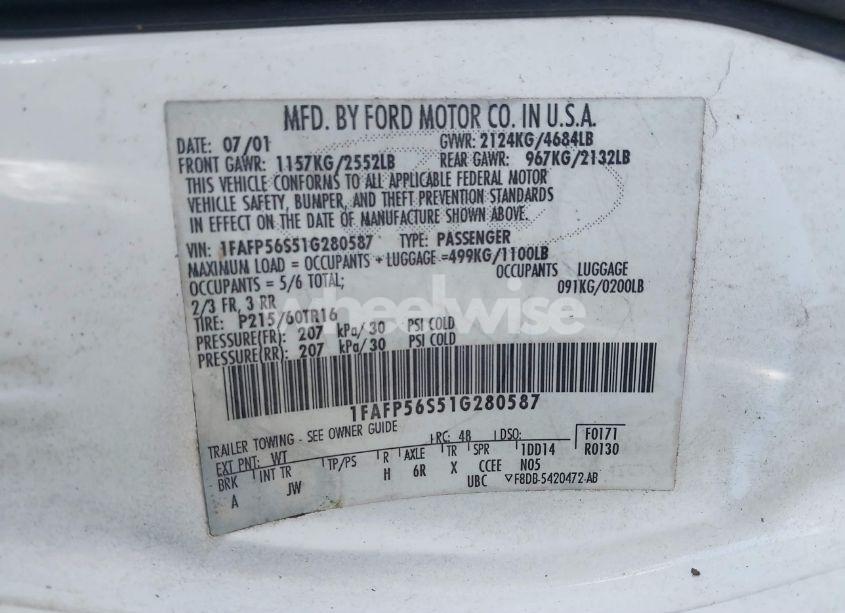 MFD. BY FORD MOTOR CO. IN U.S.A.
DATE: 07/01 GVWR: 2124KG/4684LB
FRONT GAWR: 1157KG/2552LB REAR GAWR: 967KG/2132LB
THIS VEHICLE CONFORMS TO ALL APPLICABLE FEDERAL MOTOR
VEHICLE SAFETY, BUMPER, AND THEFT PREVENTION STANDARDS
IN EFFECT ON THE DATE OF MANUFACTURE SHOWN ABOVE.
VIN: 1FAFP56S51G280587 TYPE: PASSENGER
MAXIMUM LOAD = OCCUPANTS + LUGGAGE =499KG/1100LB
OCCUPANTS = 5/6 TOTAL; OCCUPANTS LUGGAGE
2/3 FR, 3 RR 091KG/0200LB
TIRE: P215/60TR16
PRESSURE(FR): 207 kPa/30 PSI COLD
PRESSURE(RR): 207 kPa/30 PSI COLD
wheelwise
1FAFP56S51G280587
TRAILER TOWING - SEE OWNER GUIDE RC: 48 DSO: F0171
EXT PNT: WT 1DD14 R0130
BRK INT TR TP/PS R AXLE TR SPR N05
A JW H 6R X CCEE
UBC F8DB-5420472-AB